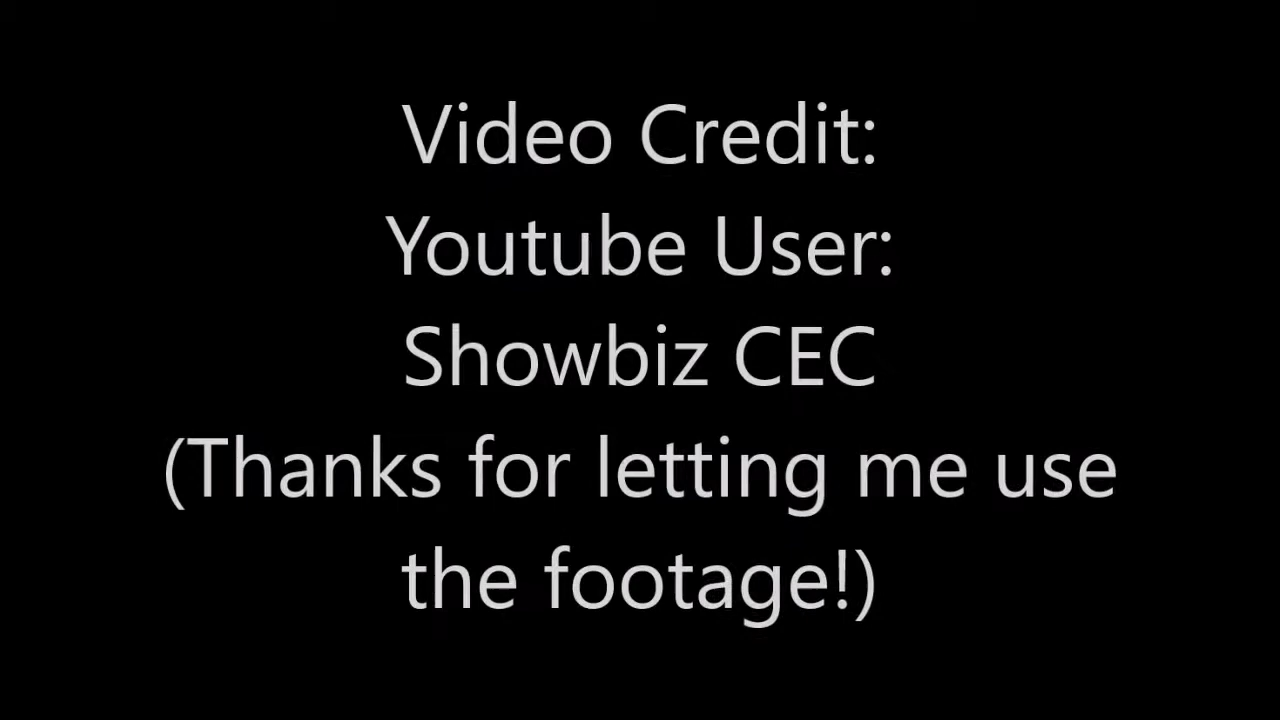 Video Credit:
Youtube User:
Showbiz CEC
(Thanks for letting me use
the footage!)